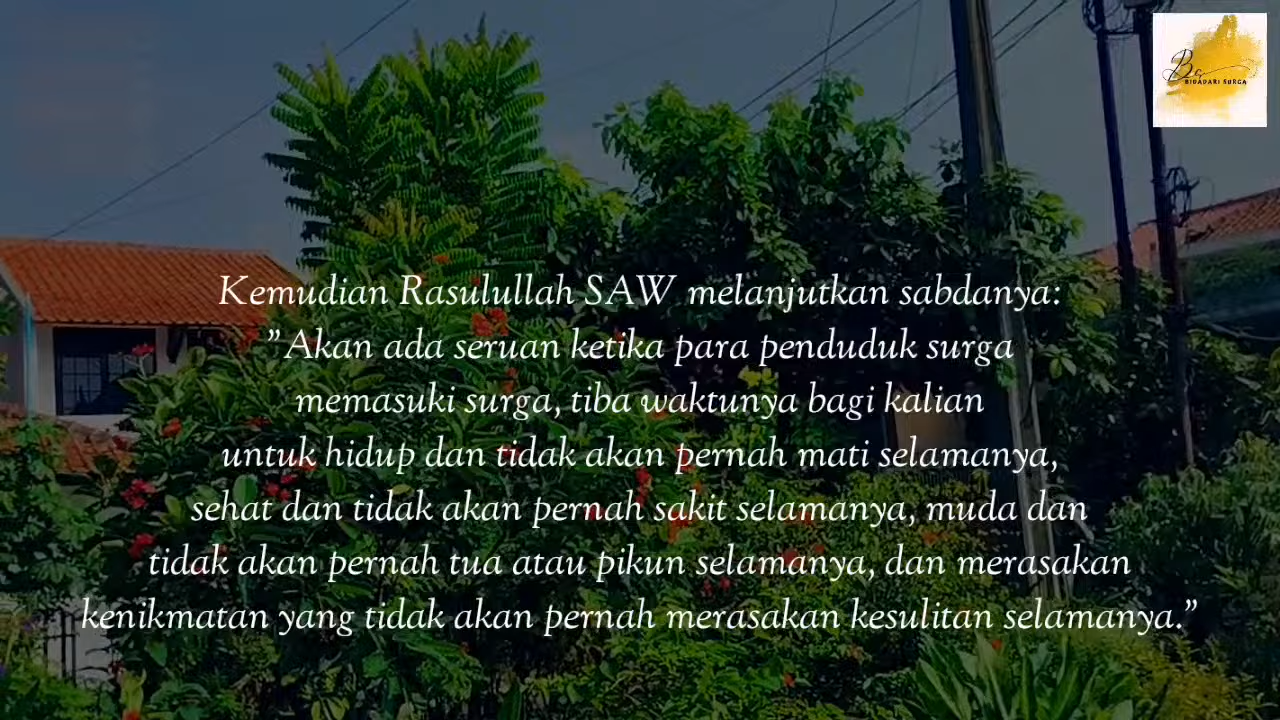 Bs
BIDADARI SURGA
Kemudian Rasulullah SAW melanjutkan sabdanya:
"Akan ada seruan ketika para penduduk surga
memasuki surga, tiba waktunya bagi kalian
untuk hidup dan tidak akan pernah mati selamanya,
sehat dan tidak akan pernah sakit selamanya, muda dan
tidak akan pernah tua atau pikun selamanya, dan merasakan
kenikmatan yang tidak akan pernah merasakan kesulitan selamanya."